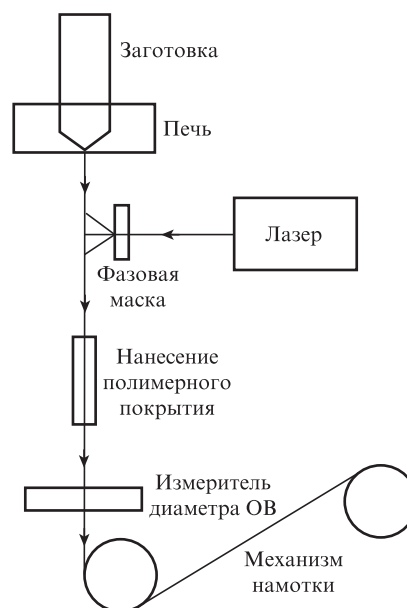 Заготовка
Печь
Лазер
Фазовая
маска
Нанесение
полимерного
покрытия
Измеритель
диаметра ОВ
Механизм
намотки